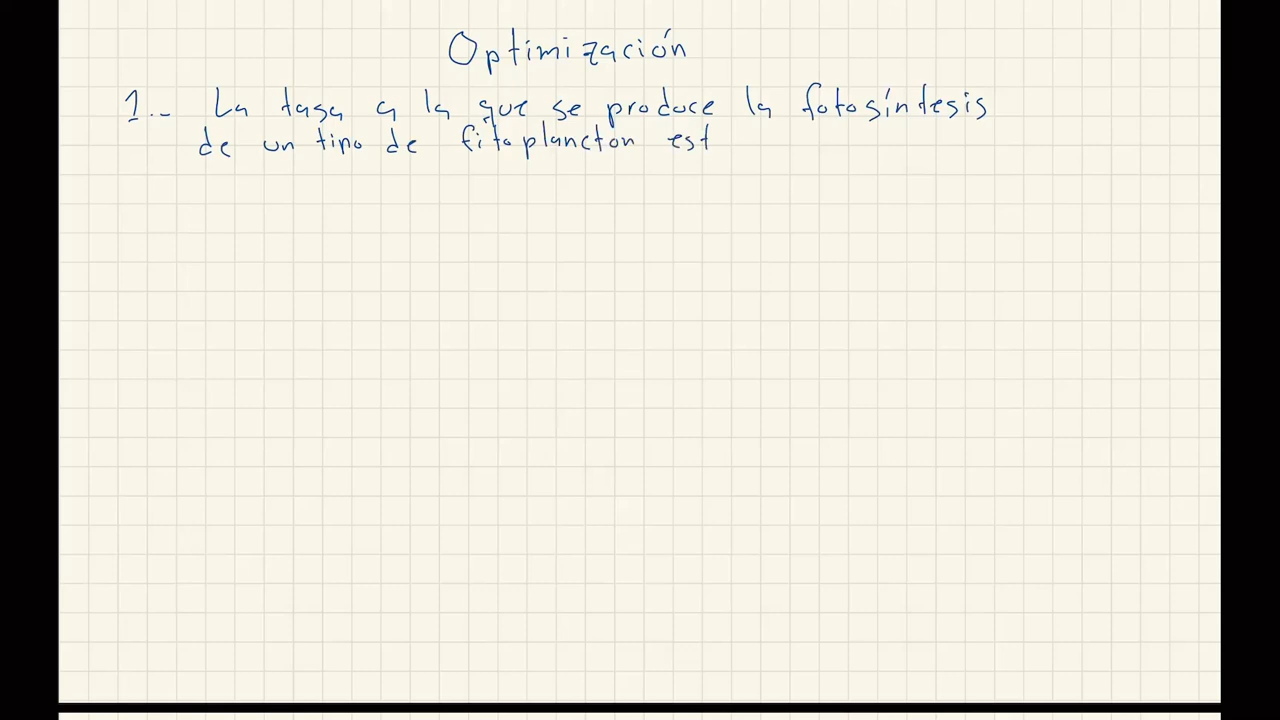 Optimización
1.- La tasa a la que se produce la fotosíntesis
de un tipo de fitoplancton est